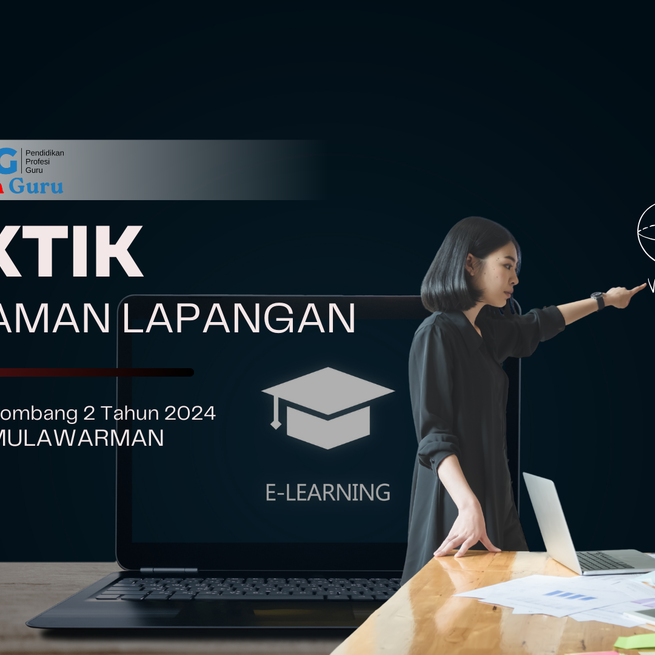 G
Pendidikan
Profesi
Guru
A Guru
KTIK
AMAN LAPANGAN
ombang 2 Tahun 2024
MULAWARMAN
E-LEARNING